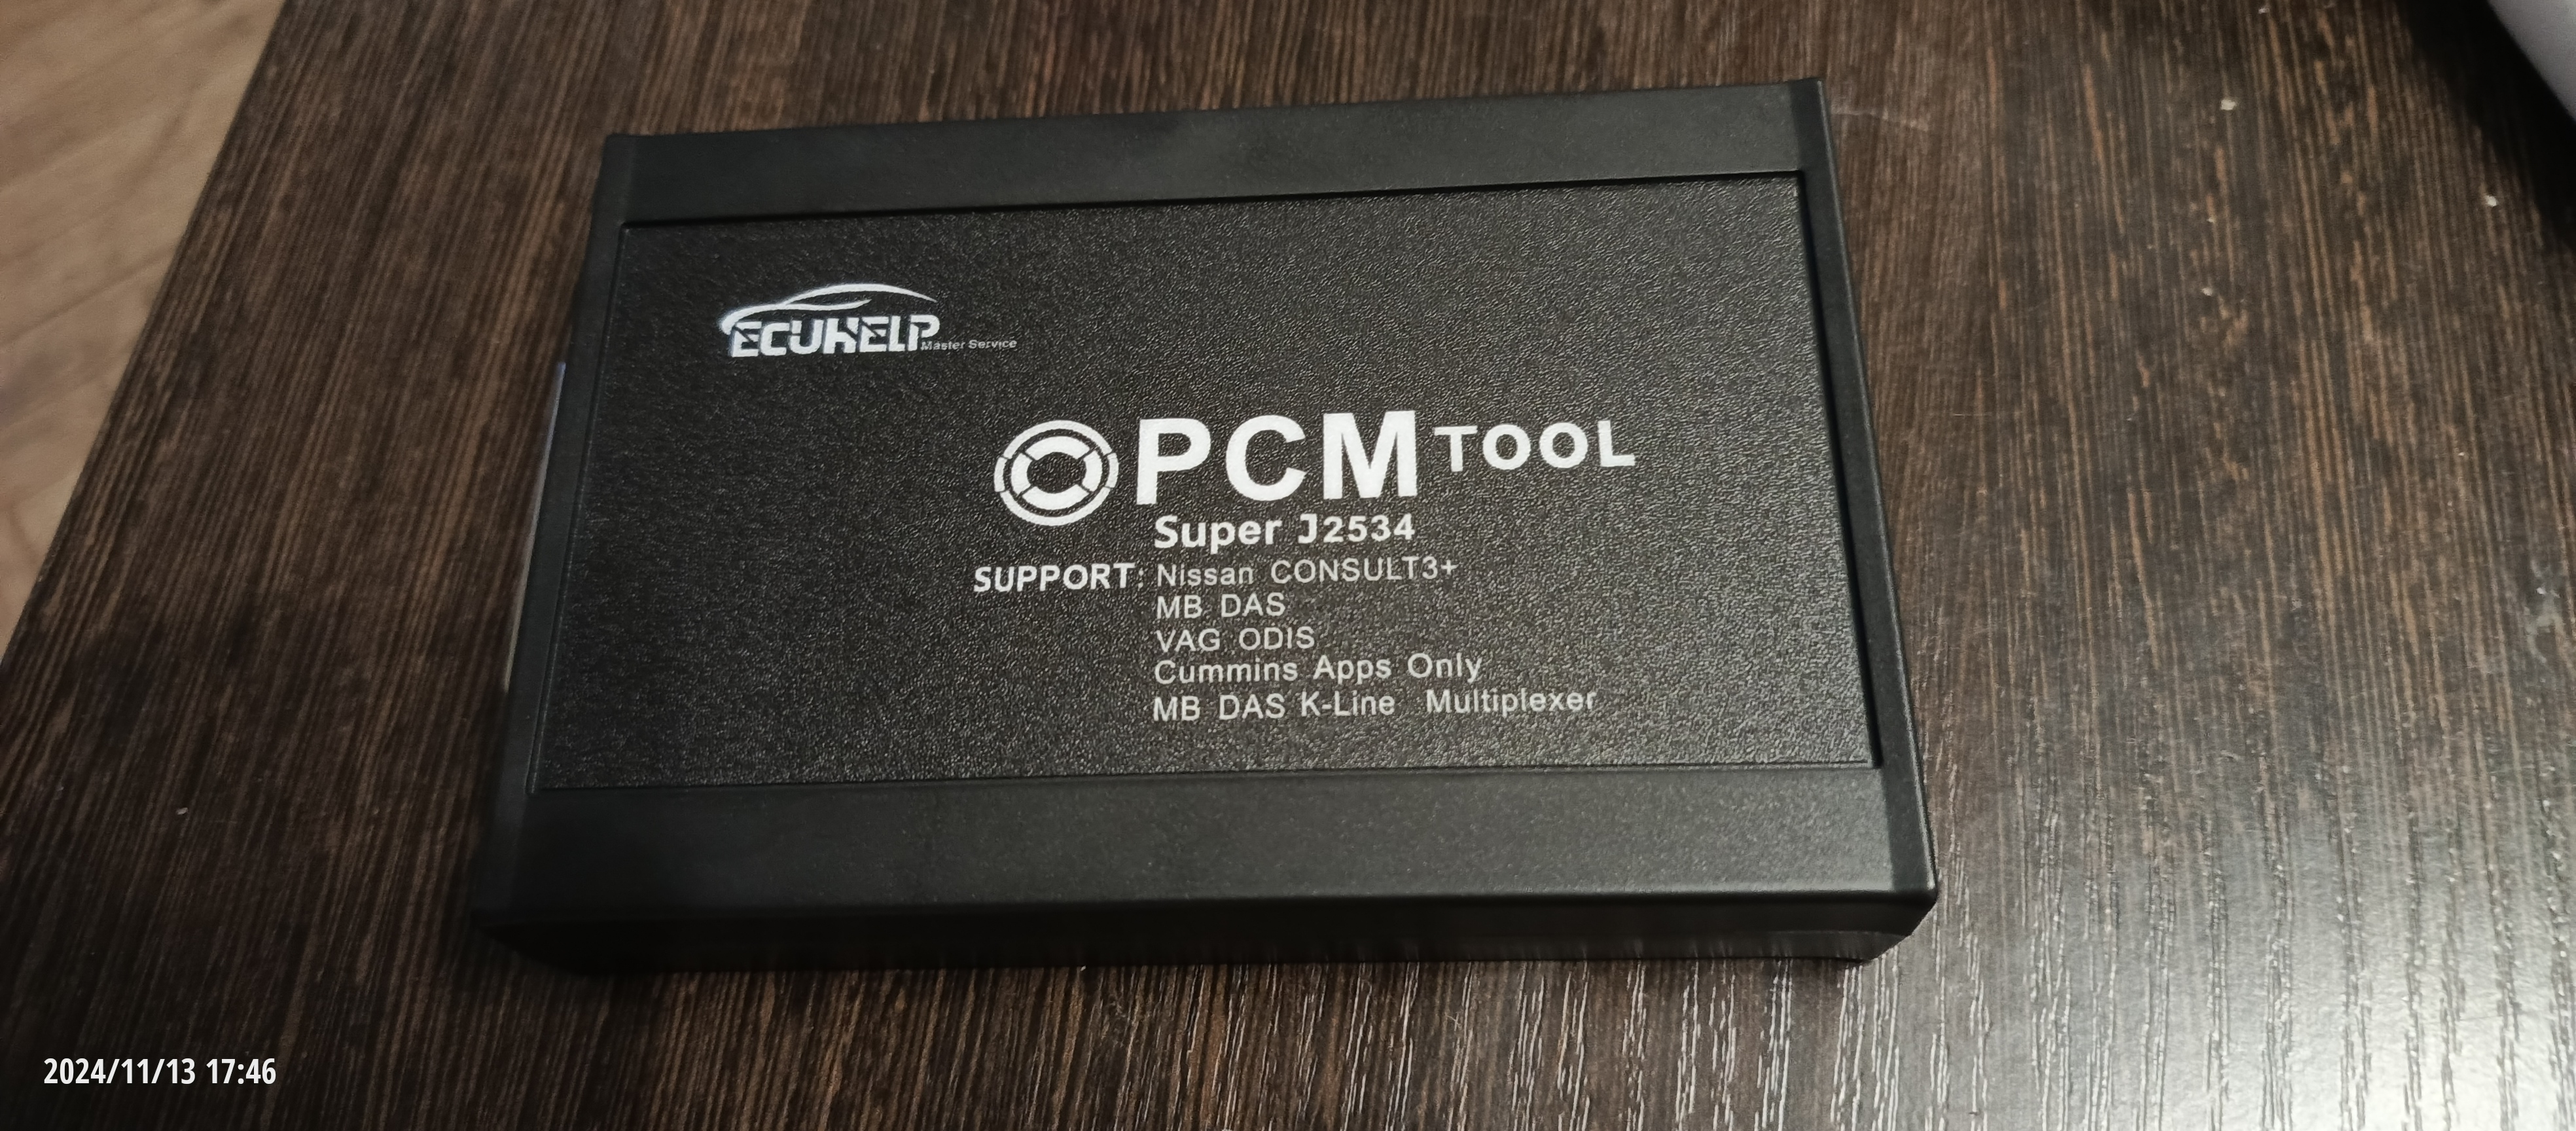 ECUHELP Master Service
PCM TOOL
Super J2534
SUPPORT: Nissan CONSULT3+
MB DAS
VAG ODIS
Cummins Apps Only
MB DAS K-Line Multiplexer
2024/11/13 17:46